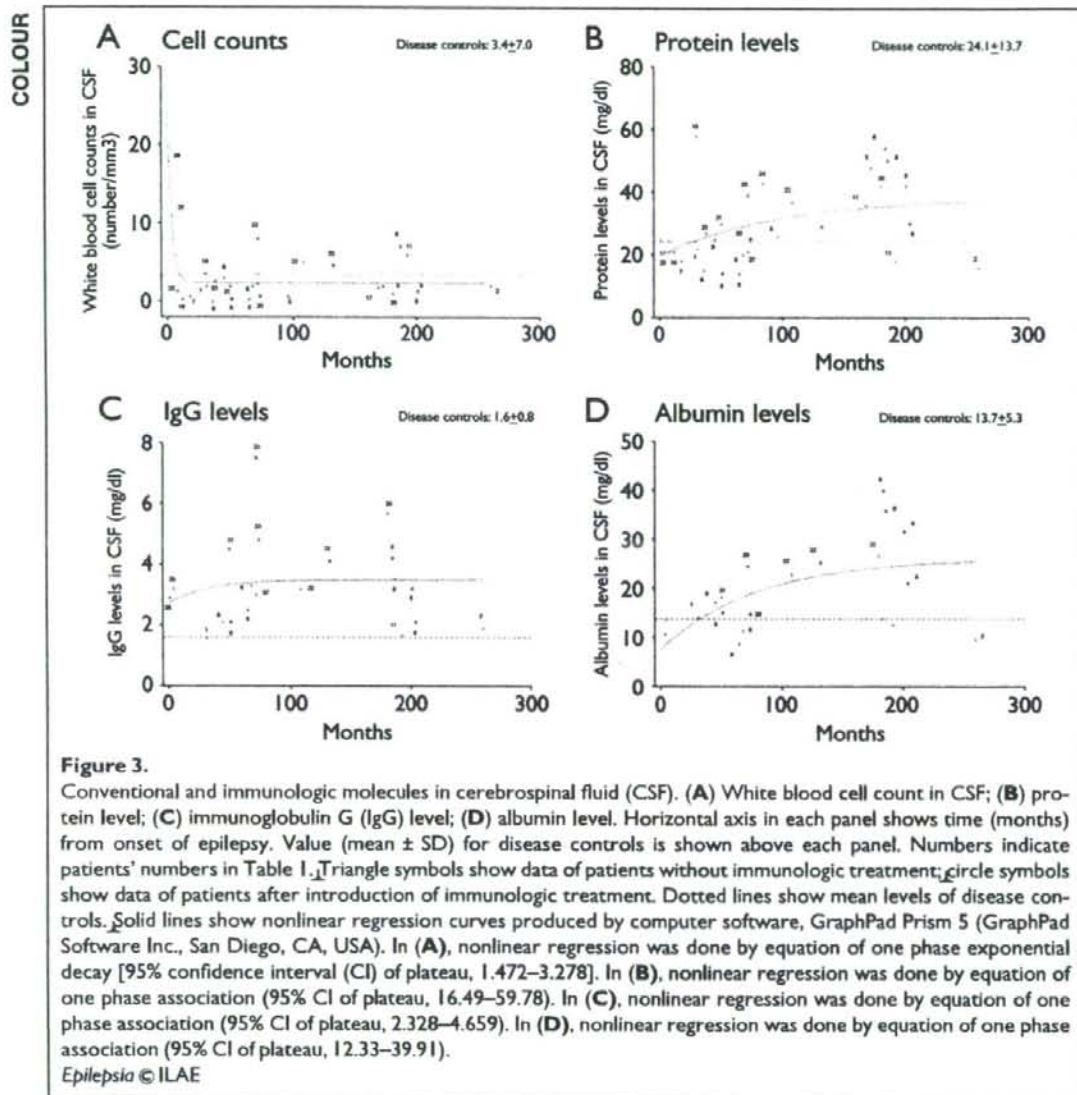 COLOUR
A Cell counts
Disease controls: 3.4±7.0
White blood cell counts in CSF
(number/mm3)
30
20
10
0
0 100 200 300
Months
B Protein levels
Disease controls: 24.1±13.7
Protein levels in CSF (mg/dl)
80
60
40
20
0
0 100 200 300
Months
C IgG levels
Disease controls: 1.6±0.8
IgG levels in CSF (mg/dl)
8
6
4
2
0
0 100 200 300
Months
D Albumin levels
Disease controls: 13.7±5.3
Albumin levels in CSF (mg/dl)
50
40
30
20
10
0
0 100 200 300
Months
Figure 3.
Conventional and immunologic molecules in cerebrospinal fluid (CSF). (A) White blood cell count in CSF; (B) pro-
tein level; (C) immunoglobulin G (IgG) level; (D) albumin level. Horizontal axis in each panel shows time (months)
from onset of epilepsy. Value (mean ± SD) for disease controls is shown above each panel. Numbers indicate
patients' numbers in Table 1. Triangle symbols show data of patients without immunologic treatment; circle symbols
show data of patients after introduction of immunologic treatment. Dotted lines show mean levels of disease con-
trols. Solid lines show nonlinear regression curves produced by computer software, GraphPad Prism 5 (GraphPad
Software Inc., San Diego, CA, USA). In (A), nonlinear regression was done by equation of one phase exponential
decay [95% confidence interval (CI) of plateau, 1.472–3.278]. In (B), nonlinear regression was done by equation of
one phase association (95% CI of plateau, 16.49–59.78). In (C), nonlinear regression was done by equation of one
phase association (95% CI of plateau, 2.328–4.659). In (D), nonlinear regression was done by equation of one phase
association (95% CI of plateau, 12.33–39.91).
Epilepsia © ILAE